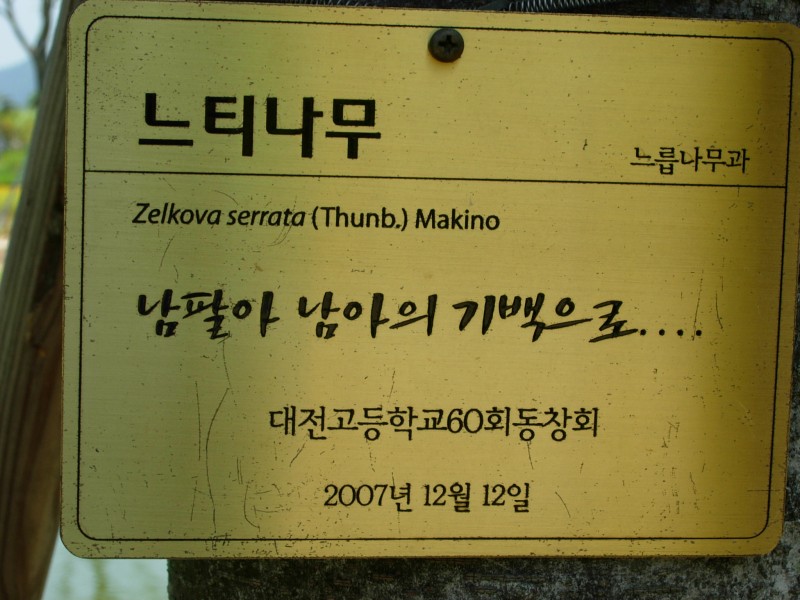 느티나무
느릅나무과
Zelkova serrata (Thunb.) Makino
남팔아 남아의 기백으로....
대전고등학교60회동창회
2007년 12월 12일